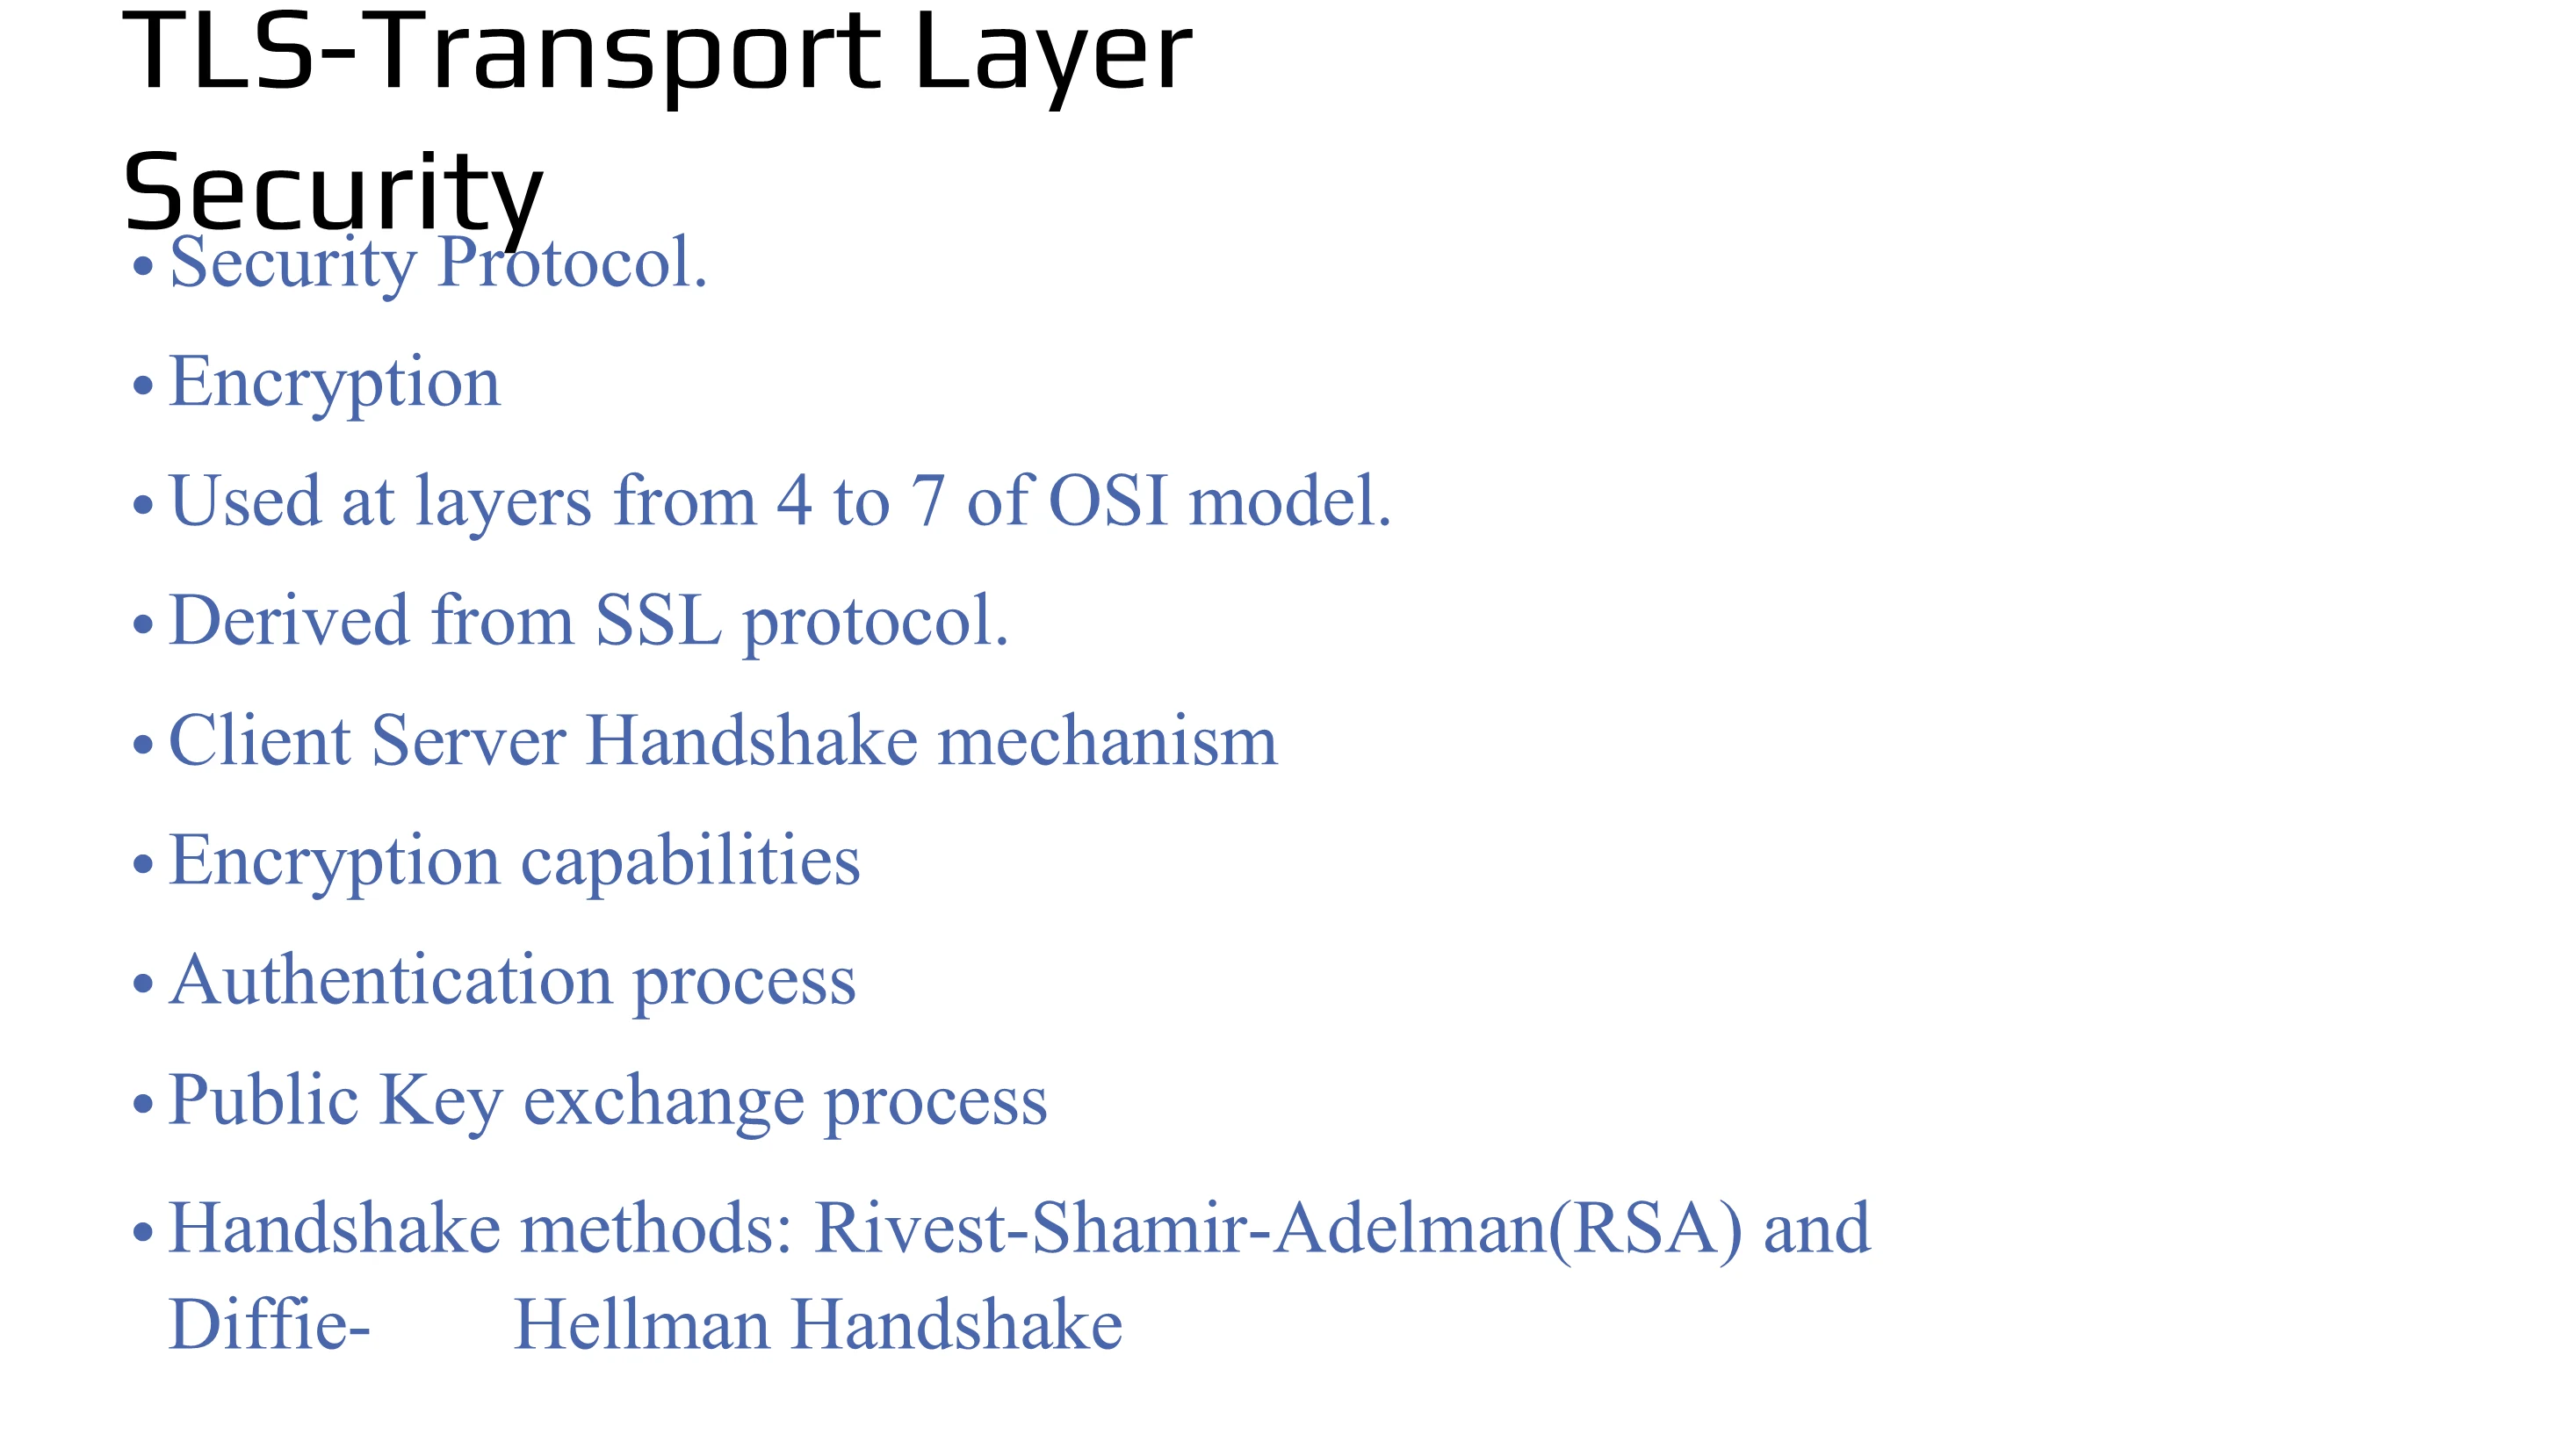 TLS-Transport Layer
Security
• Security Protocol.
• Encryption
• Used at layers from 4 to 7 of OSI model.
• Derived from SSL protocol.
• Client Server Handshake mechanism
• Encryption capabilities
• Authentication process
• Public Key exchange process
• Handshake methods: Rivest-Shamir-Adelman(RSA) and
Diffie- Hellman Handshake